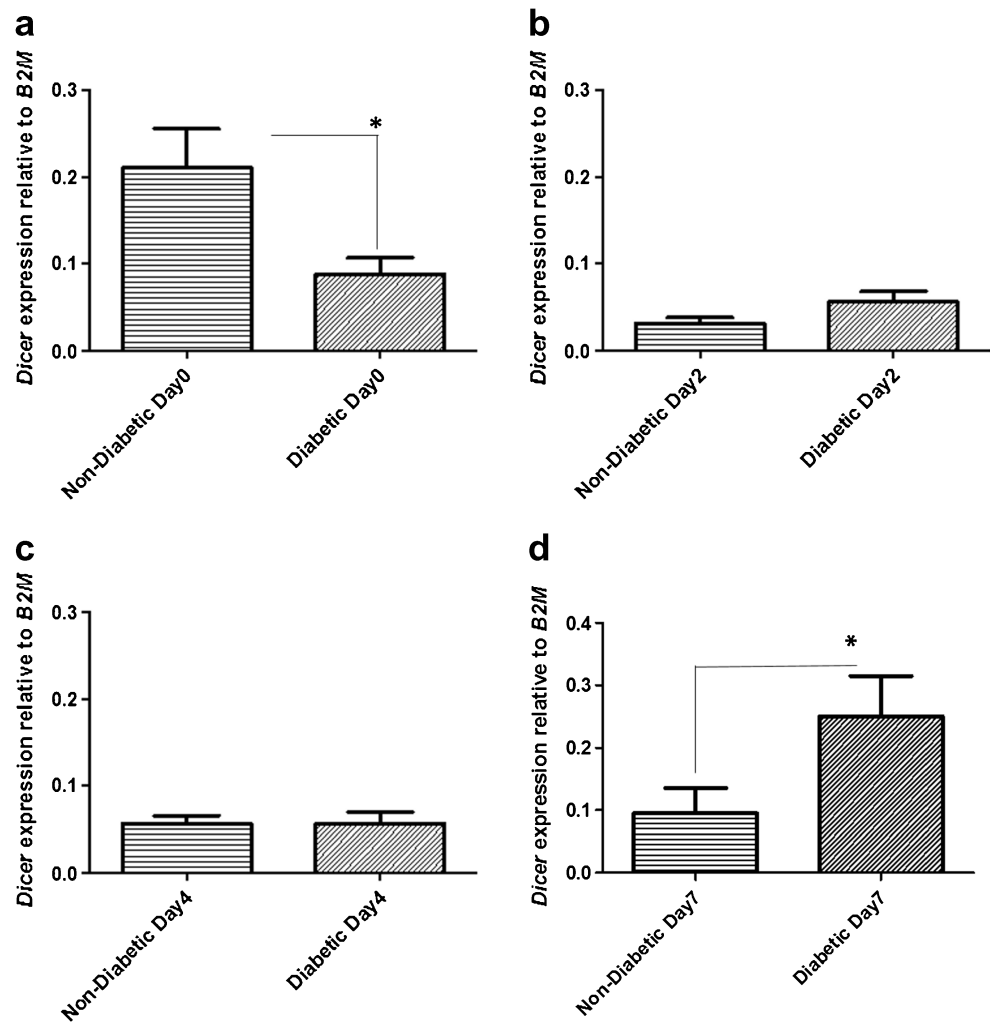 a
Dicer expression relative to B2M
0.3
0.2
0.1
0.0
*
Non-Diabetic Day0
Diabetic Day0
b
Dicer expression relative to B2M
0.3
0.2
0.1
0.0
Non-Diabetic Day2
Diabetic Day2
c
Dicer expression relative to B2M
0.3
0.2
0.1
0.0
Non-Diabetic Day4
Diabetic Day4
d
Dicer expression relative to B2M
0.4
0.3
0.2
0.1
0.0
*
Non-Diabetic Day7
Diabetic Day7